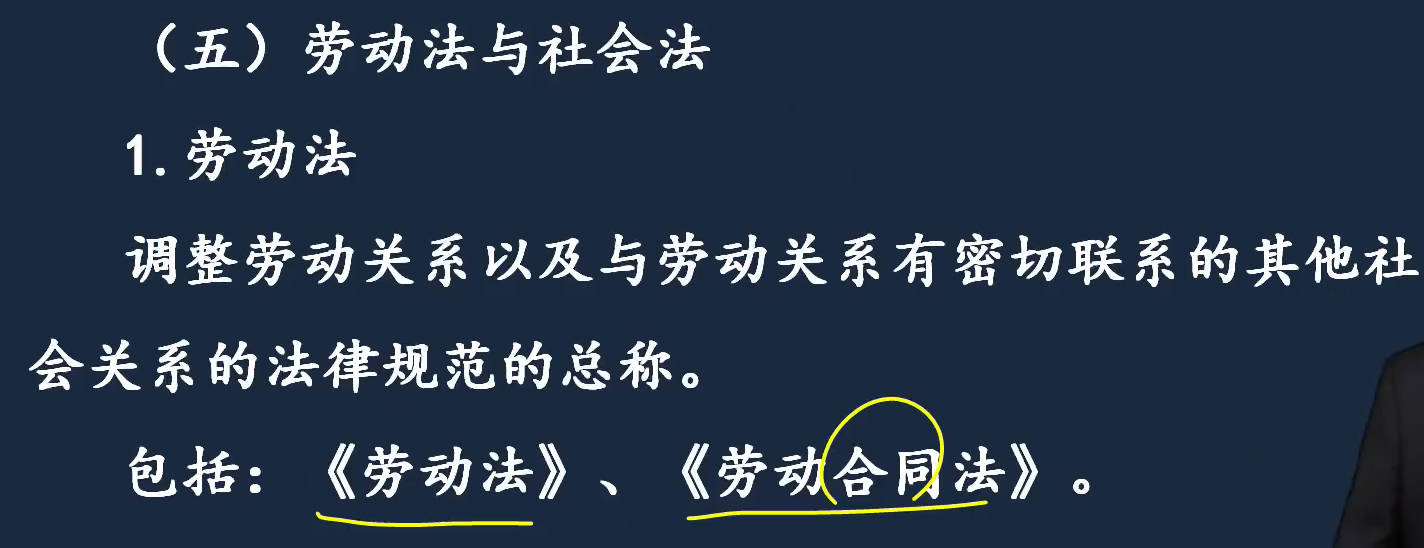 （五）劳动法与社会法
1.劳动法
调整劳动关系以及与劳动关系有密切联系的其他社
会关系的法律规范的总称。
包括：《劳动法》、《劳动合同法》。